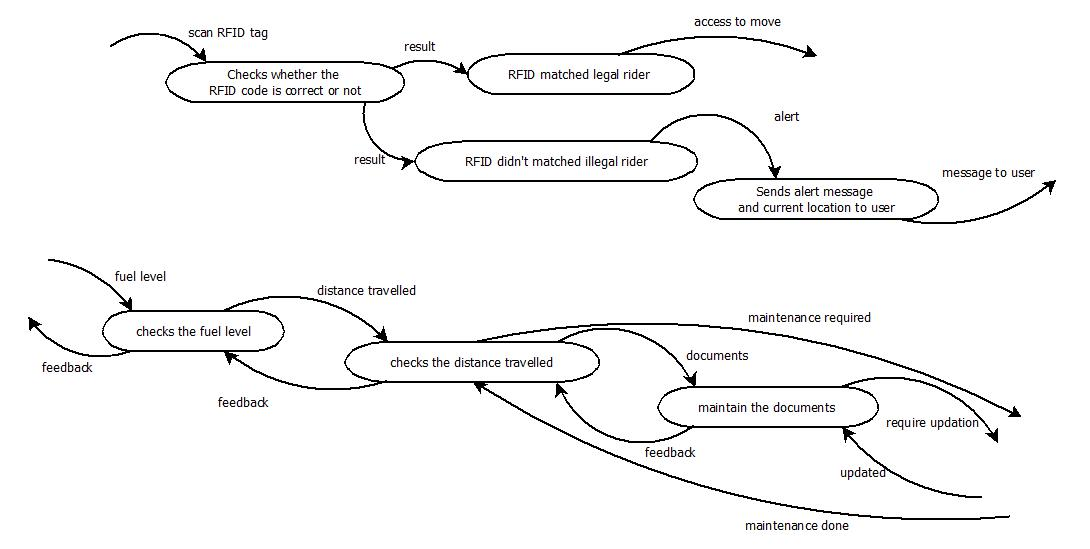 scan RFID tag
access to move
result
Checks whether the
RFID code is correct or not
RFID matched legal rider
alert
result
RFID didn't matched illegal rider
message to user
Sends alert message
and current location to user
fuel level
distance travelled
checks the fuel level
maintenance required
feedback
checks the distance travelled
documents
feedback
maintain the documents
require updation
feedback
updated
maintenance done